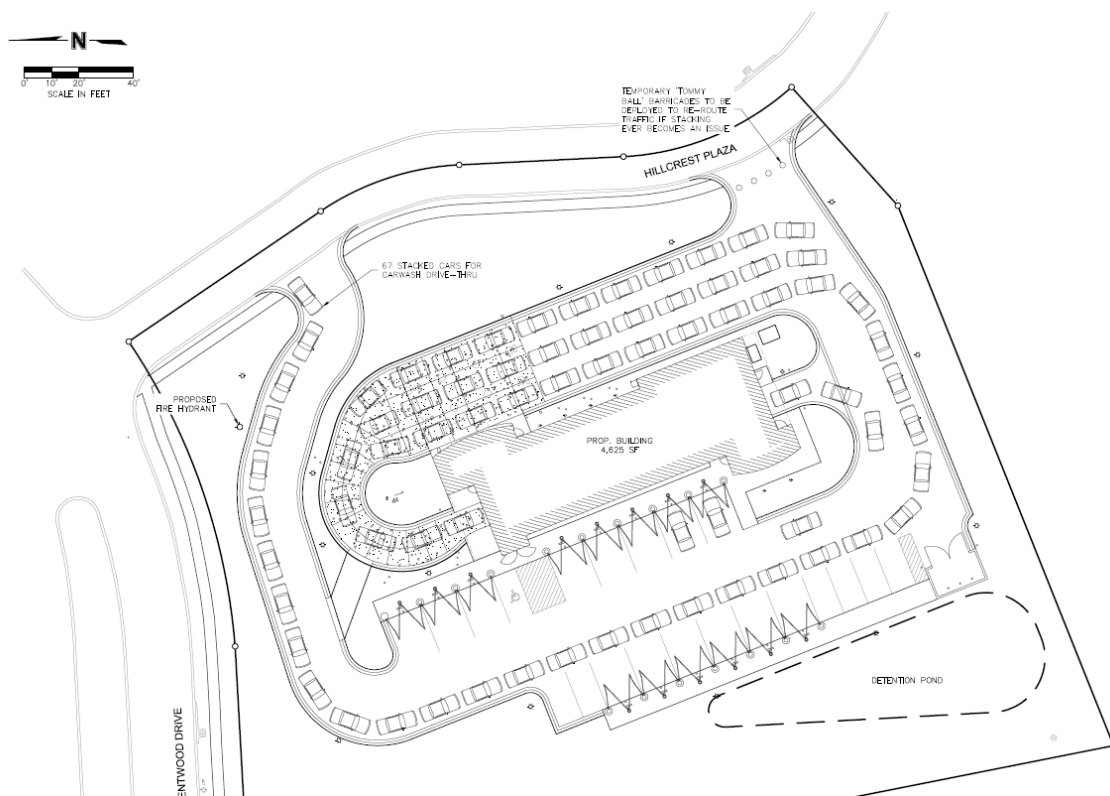 N
0' 10' 20' 40'
SCALE IN FEET
TEMPORARY 'TOMMY
BALL' BARRICADES TO BE
DEPLOYED TO RE-ROUTE
TRAFFIC IF STACKING
EVER BECOMES AN ISSUE
HILLCREST PLAZA
67 STACKED CARS FOR
CARWASH DRIVE-THRU
PROPOSED
FIRE HYDRANT
PROP. BUILDING
4,625 SF
DETENTION POND
ENTWOOD DRIVE